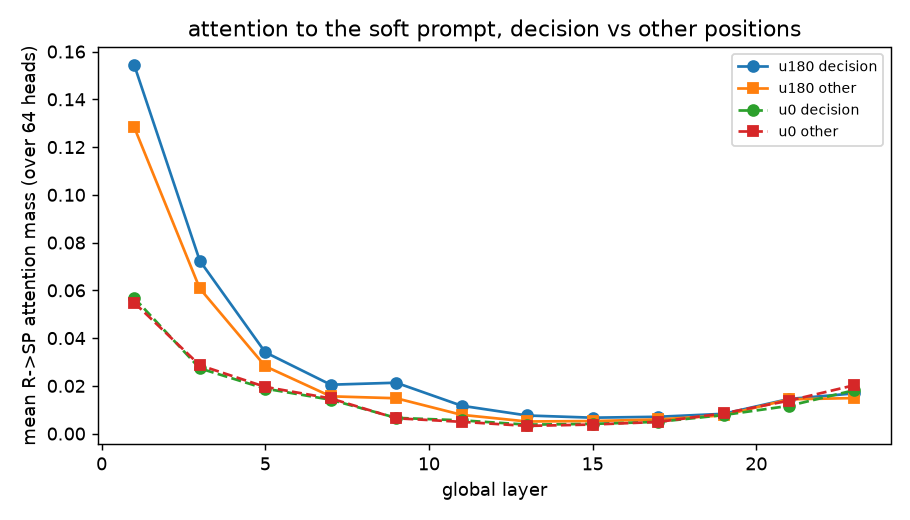 attention to the soft prompt, decision vs other positions
mean R->SP attention mass (over 64 heads)
0.16
0.14
0.12
0.10
0.08
0.06
0.04
0.02
0.00
u180 decision
u180 other
u0 decision
u0 other
0 5 10 15 20
global layer